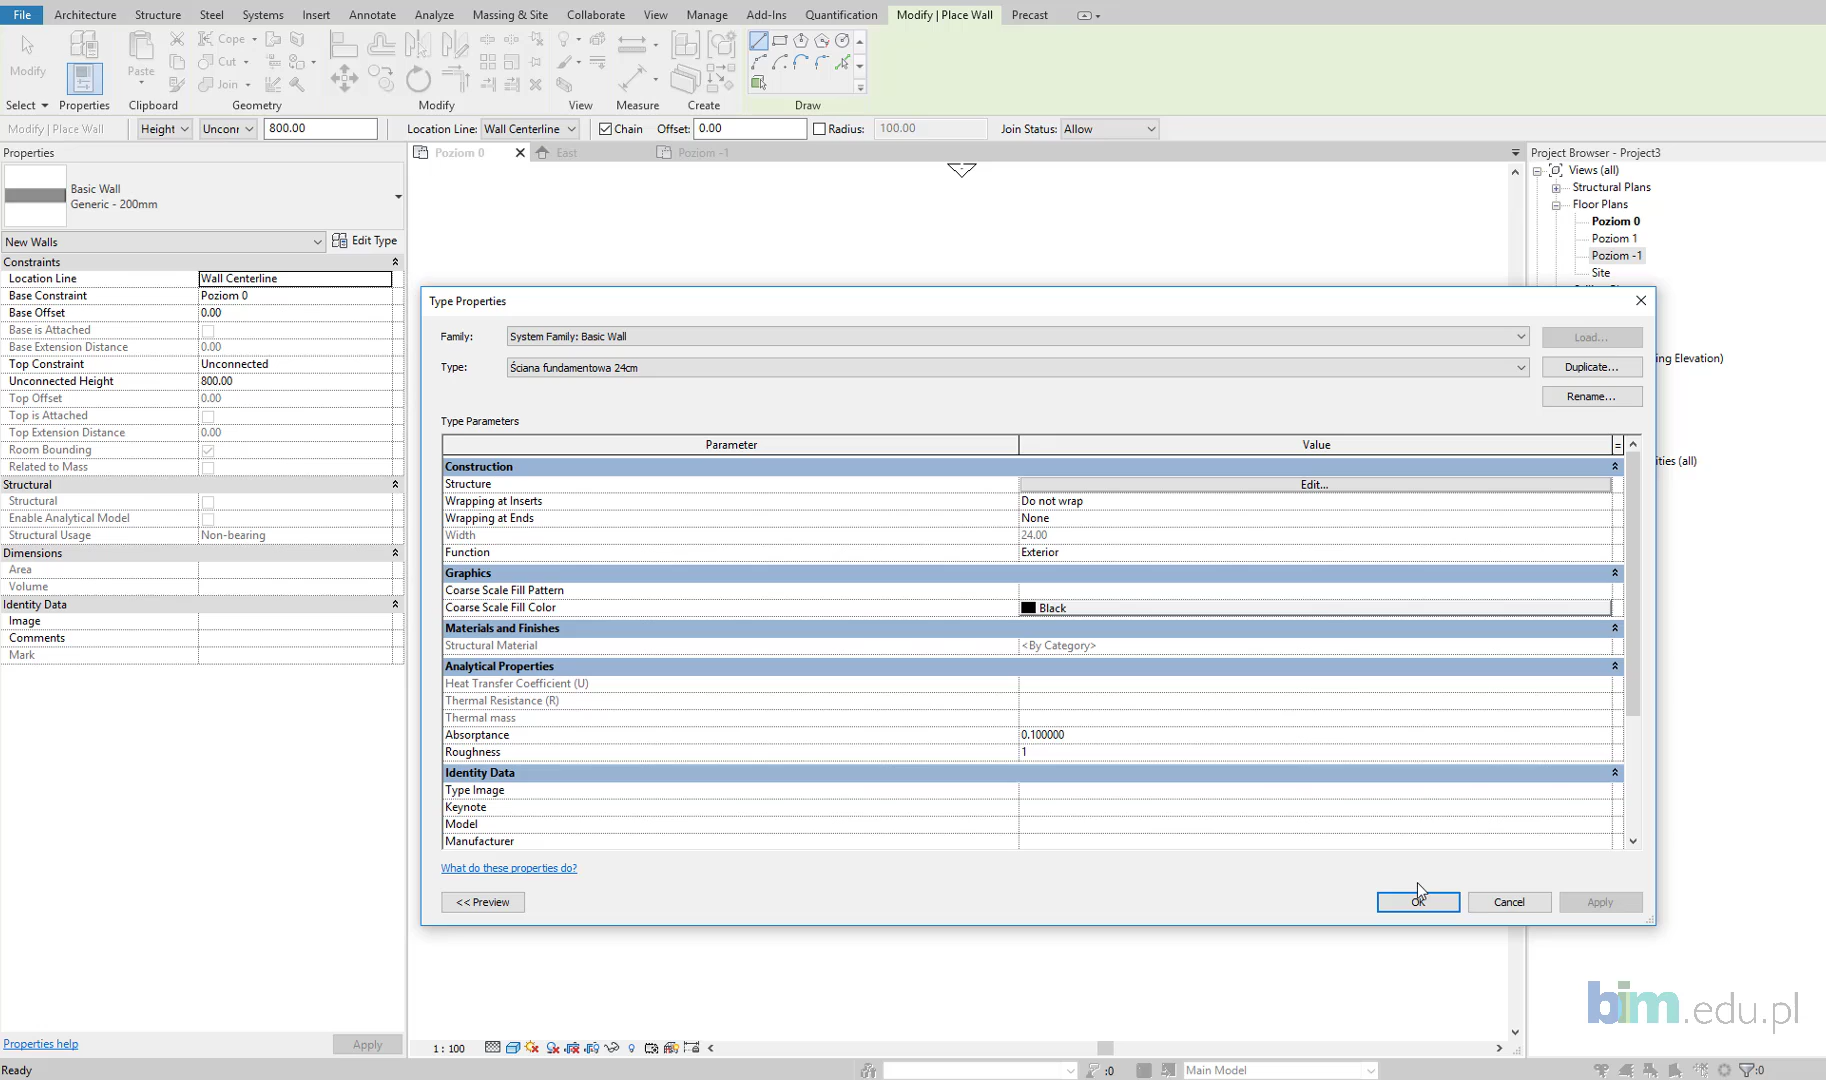 File Architecture Structure Steel Systems Insert Annotate Analyze Massing & Site Collaborate View Manage Add-Ins Quantification Modify | Place Wall Precast
Modify Paste Cope Cut Join
Select Properties Clipboard Geometry Modify View Measure Create Draw
Modify | Place Wall Height Unconr 800.00 Location Line: Wall Centerline Chain Offset: 0.00 Radius: 100.00 Join Status: Allow
Properties
Poziom 0 East Poziom -1
Project Browser - Project3
Views (all)
Structural Plans
Floor Plans
Poziom 0
Poziom 1
Poziom -1
Site
ing Elevation)
ities (all)
Basic Wall
Generic - 200mm
New Walls Edit Type
Constraints
Location Line Wall Centerline
Base Constraint Poziom 0
Base Offset 0.00
Base is Attached
Base Extension Distance 0.00
Top Constraint Unconnected
Unconnected Height 800.00
Top Offset 0.00
Top is Attached
Top Extension Distance 0.00
Room Bounding
Related to Mass
Structural
Structural
Enable Analytical Model
Structural Usage Non-bearing
Dimensions
Area
Volume
Identity Data
Image
Comments
Mark
Properties help Apply
Type Properties
Family: System Family: Basic Wall Load...
Type: Ściana fundamentowa 24cm Duplicate...
Rename...
Type Parameters
Parameter Value =
Construction
Structure Edit...
Wrapping at Inserts Do not wrap
Wrapping at Ends None
Width 24.00
Function Exterior
Graphics
Coarse Scale Fill Pattern
Coarse Scale Fill Color Black
Materials and Finishes
Structural Material <By Category>
Analytical Properties
Heat Transfer Coefficient (U)
Thermal Resistance (R)
Thermal mass
Absorptance 0.100000
Roughness 1
Identity Data
Type Image
Keynote
Model
Manufacturer
What do these properties do?
<< Preview OK Cancel Apply
bim.edu.pl
1 : 100
Ready :0 Main Model :0